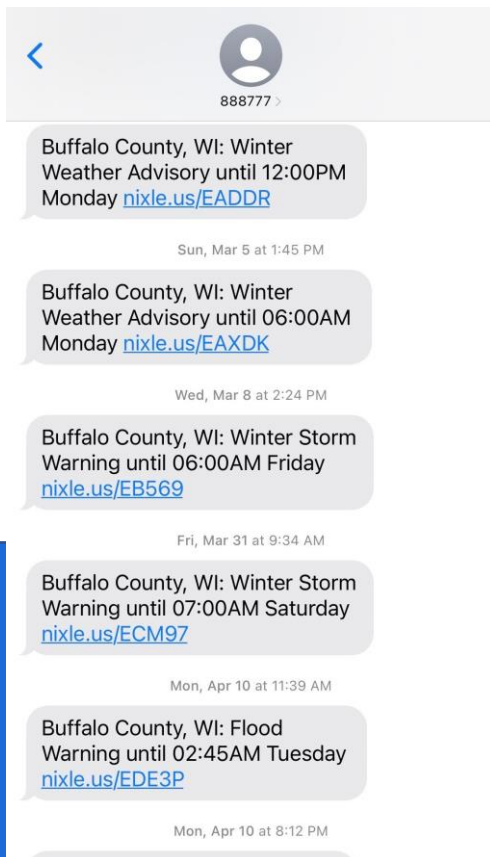 888777
Buffalo County, WI: Winter
Weather Advisory until 12:00PM
Monday nixle.us/EADDR
Sun, Mar 5 at 1:45 PM
Buffalo County, WI: Winter
Weather Advisory until 06:00AM
Monday nixle.us/EAXDK
Wed, Mar 8 at 2:24 PM
Buffalo County, WI: Winter Storm
Warning until 06:00AM Friday
nixle.us/EB569
Fri, Mar 31 at 9:34 AM
Buffalo County, WI: Winter Storm
Warning until 07:00AM Saturday
nixle.us/ECM97
Mon, Apr 10 at 11:39 AM
Buffalo County, WI: Flood
Warning until 02:45AM Tuesday
nixle.us/EDE3P
Mon, Apr 10 at 8:12 PM